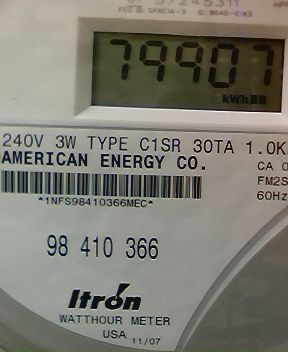 79907
kWh
240V 3W TYPE C1SR 30TA 1.0K
AMERICAN ENERGY CO.
CA 0
FM2S
*1NFS98410366MEC*
60Hz
98 410 366
Itron
WATTHOUR METER
USA 11/07